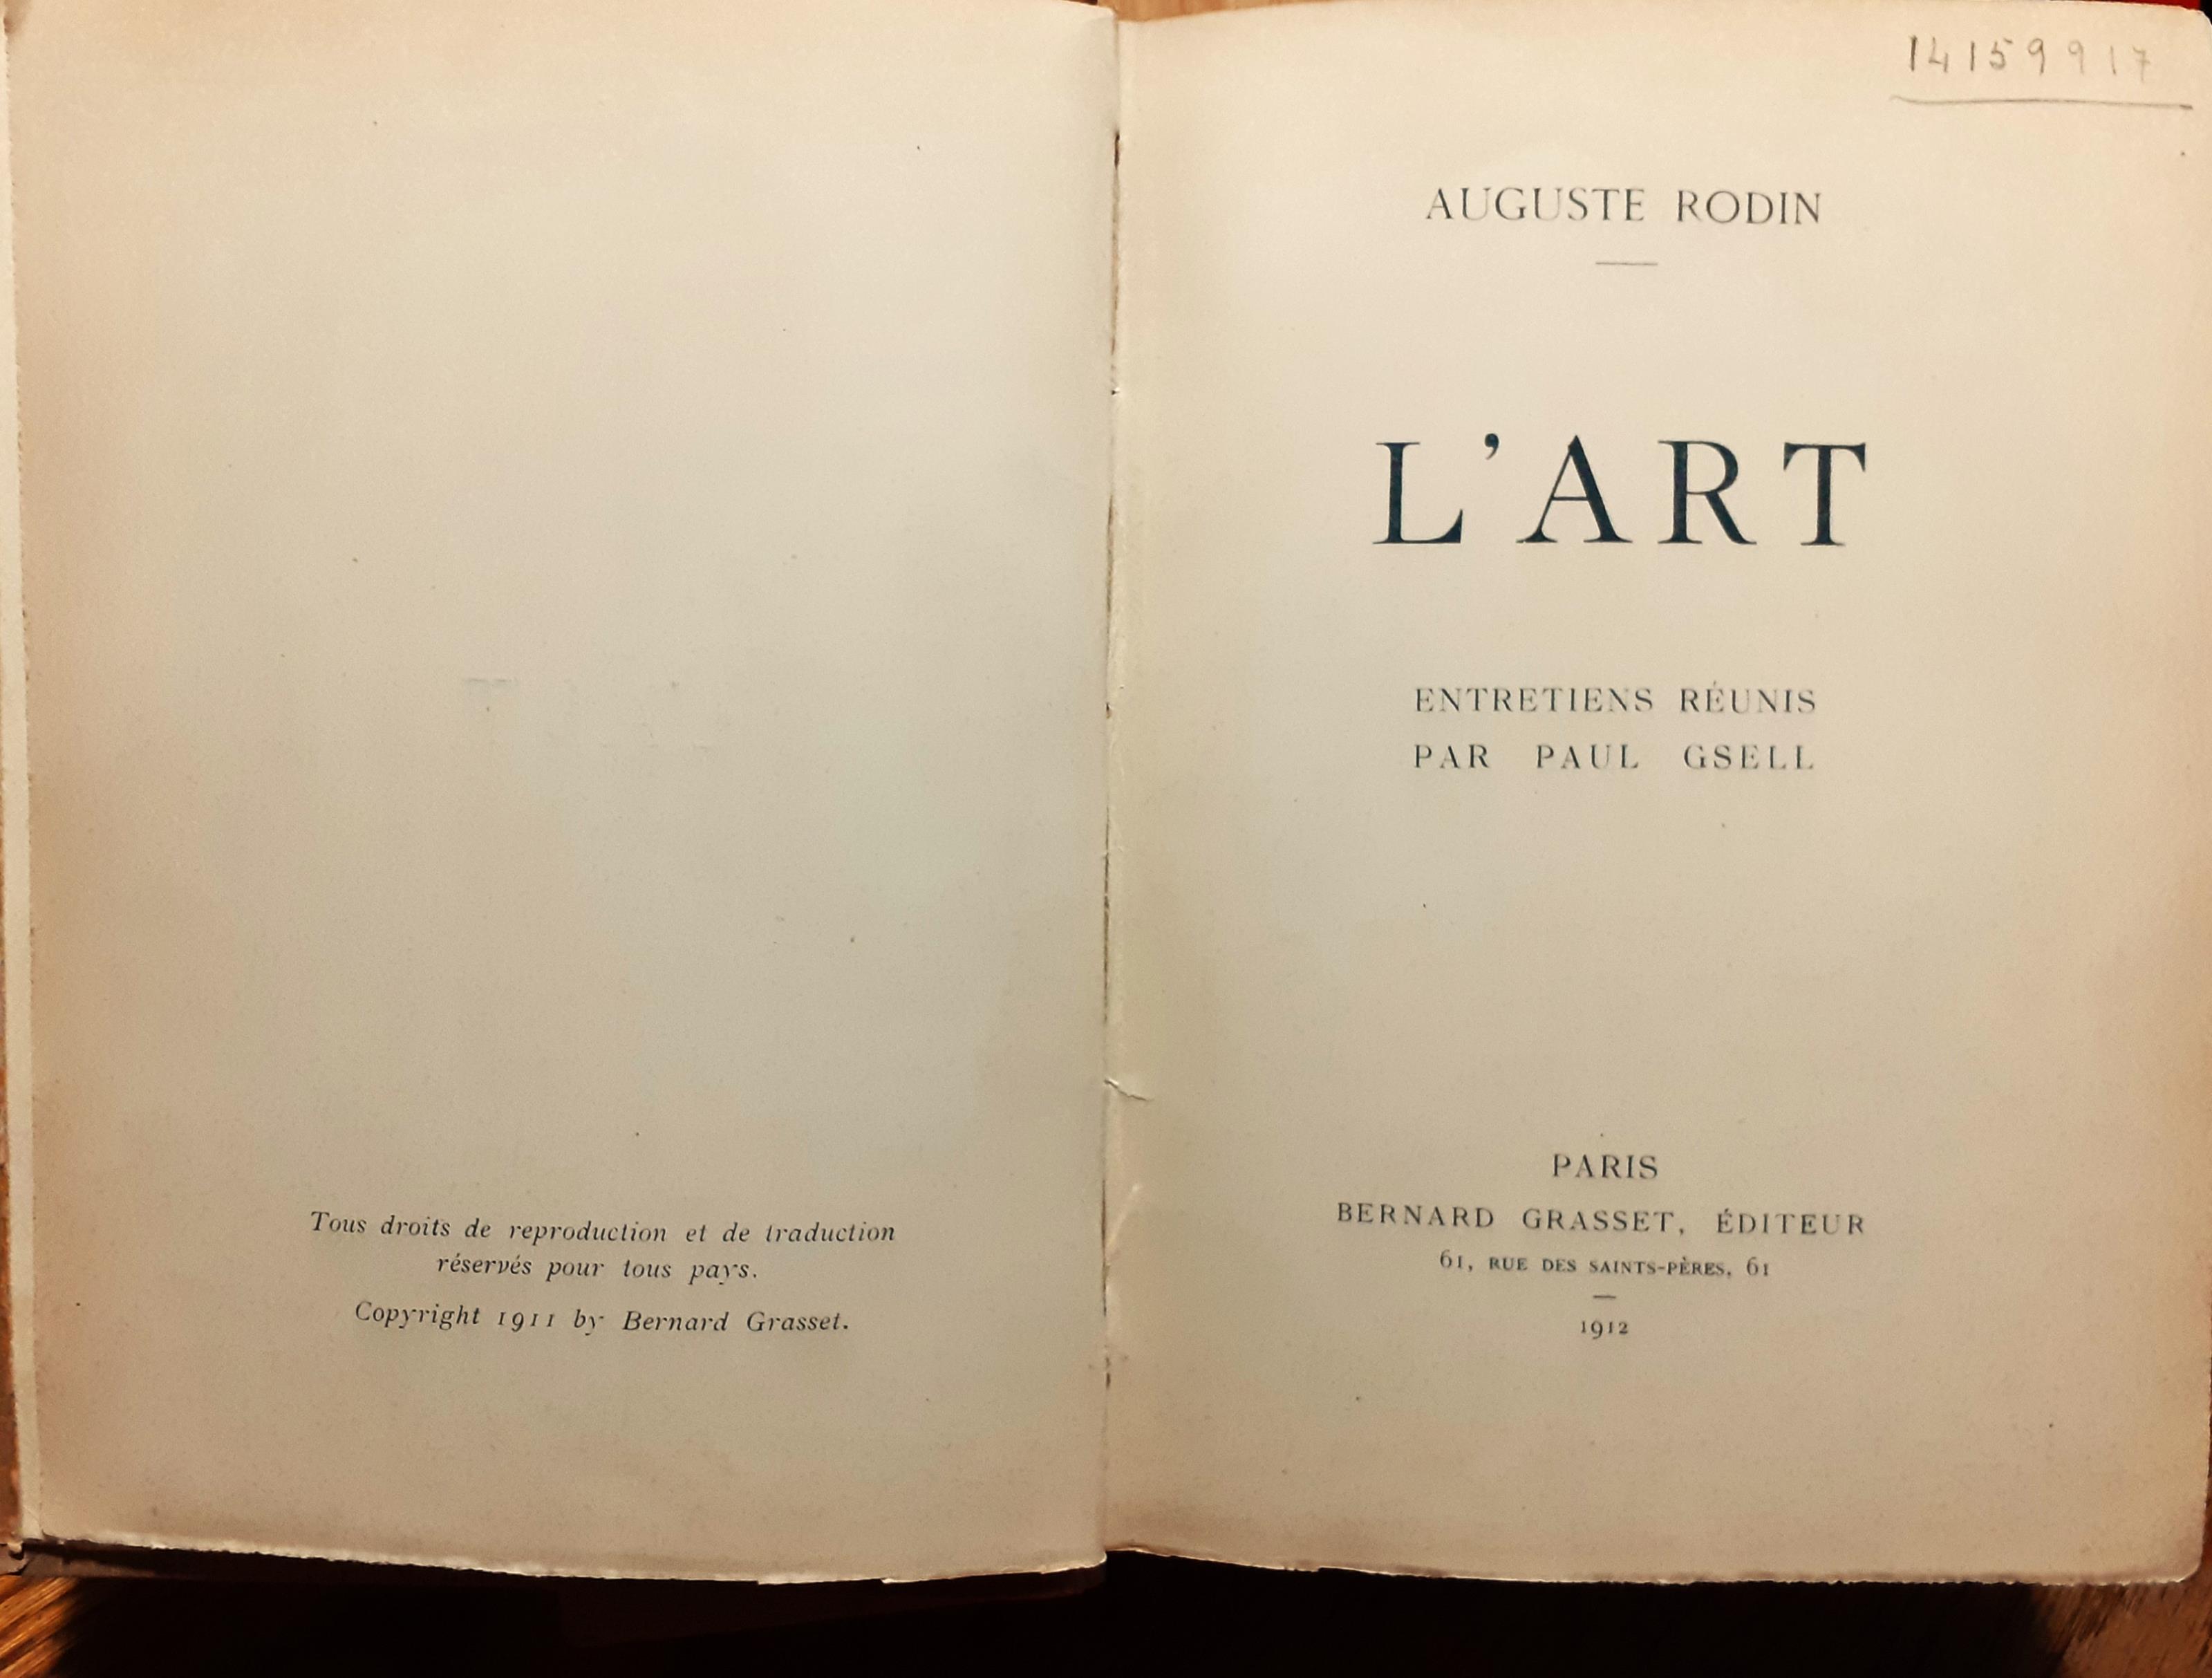 Tous droits de reproduction et de traduction
réservés pour tous pays.
Copyright 1911 by Bernard Grasset.
14159917
AUGUSTE RODIN
L'ART
ENTRETIENS RÉUNIS
PAR PAUL GSELL
PARIS
BERNARD GRASSET, ÉDITEUR
61, RUE DES SAINTS-PÈRES, 61
1912